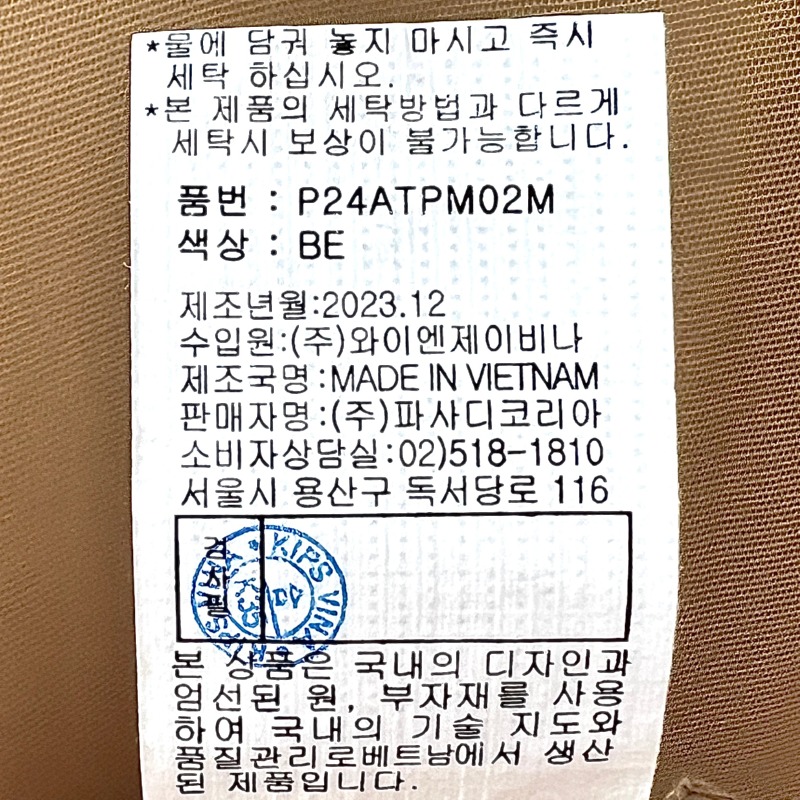 *물에 담궈 놓지 마시고 즉시
세탁 하십시오.
*본 제품의 세탁방법과 다르게
세탁시 보상이 불가능합니다.
품번 : P24ATPM02M
색상 : BE
제조년월:2023.12
수입원:(주)와이엔제이비나
제조국명:MADE IN VIETNAM
판매자명:(주)파사디코리아
소비자상담실:02)518-1810
서울시 용산구 독서당로 116
검사필
KIPS VINA KIPS VINA
본 상품은 국내의 디자인과
엄선된 원, 부자재를 사용
하여 국내의 기술 지도와
품질관리로베트남에서 생산
된 제품입니다.